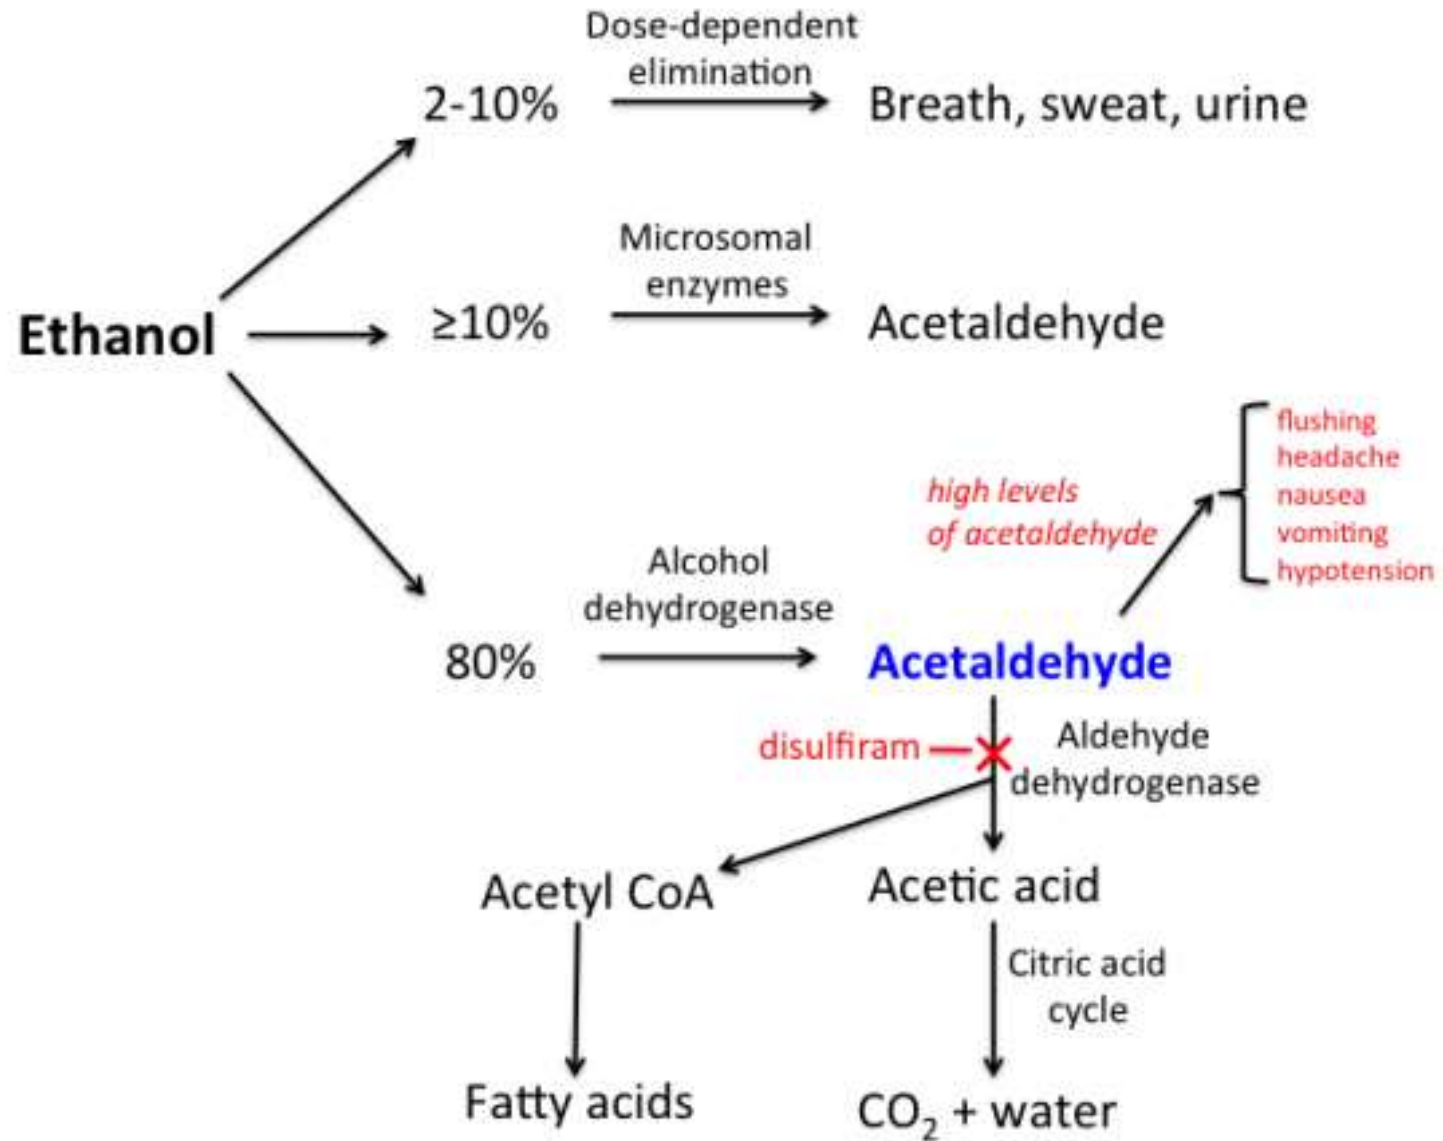 Dose-dependent
elimination
2-10%
Breath, sweat, urine
Microsomal
enzymes
Ethanol
≥10%
Acetaldehyde
flushing
headache
nausea
vomiting
hypotension
high levels
of acetaldehyde
Alcohol
dehydrogenase
80%
Acetaldehyde
disulfiram
Aldehyde
dehydrogenase
Acetyl CoA
Acetic acid
Citric acid
cycle
Fatty acids
CO₂ + water